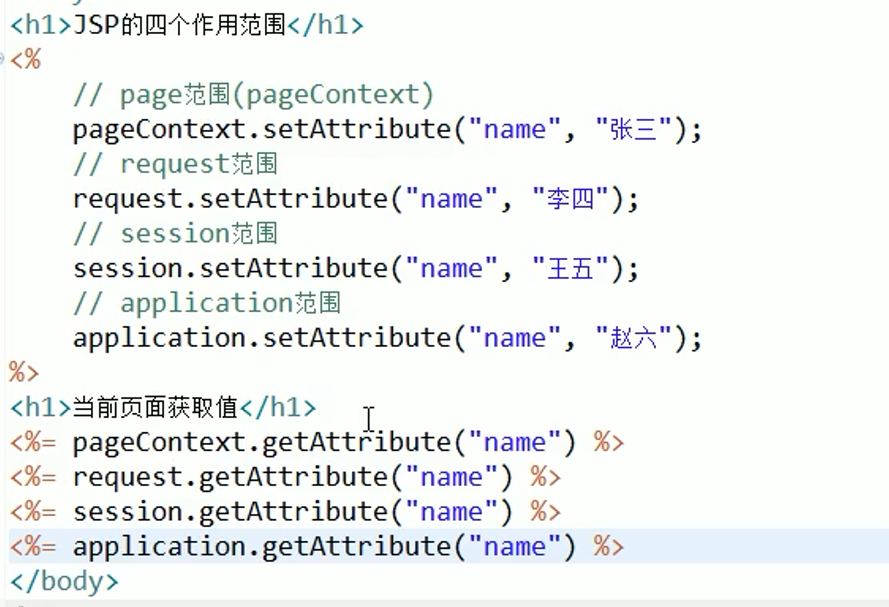 <h1>JSP的四个作用范围</h1>
<%
// page范围(pageContext)
pageContext.setAttribute("name", "张三");
// request范围
request.setAttribute("name", "李四");
// session范围
session.setAttribute("name", "王五");
// application范围
application.setAttribute("name", "赵六");
%>
<h1>当前页面获取值</h1>
<%= pageContext.getAttribute("name") %>
<%= request.getAttribute("name") %>
<%= session.getAttribute("name") %>
<%= application.getAttribute("name") %>
</body>